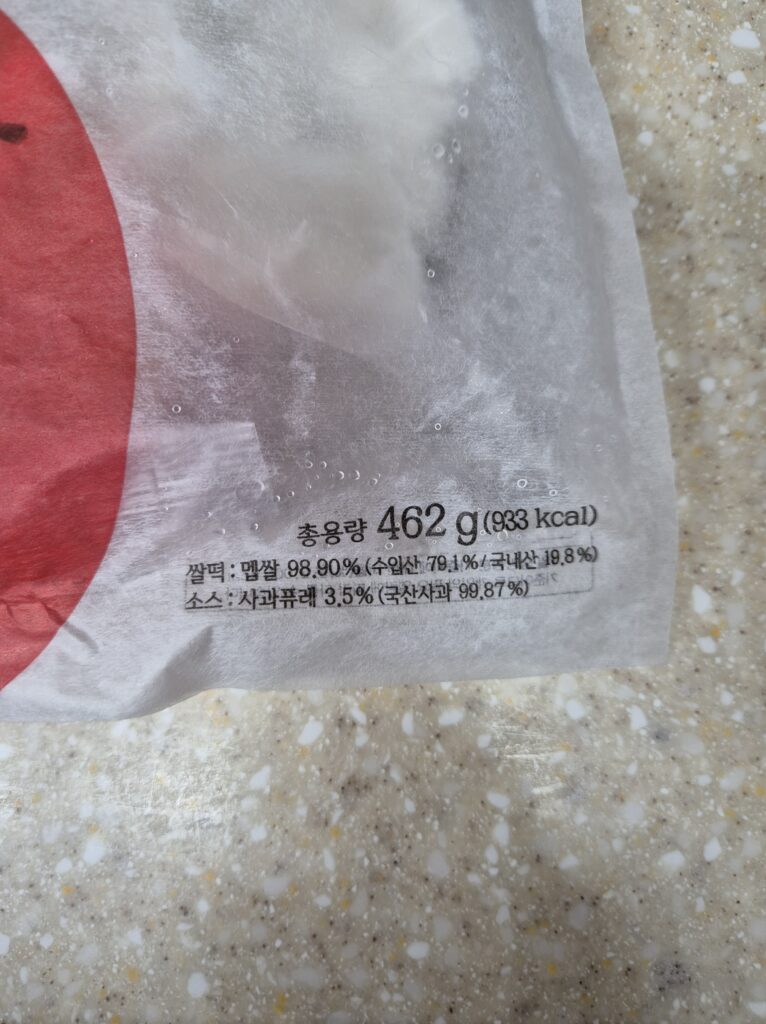 총용량 462 g (933 kcal)
쌀떡 : 멥쌀 98.90% (수입산 79.1% / 국내산 19.8%)
소스 : 사과퓨레 3.5% (국산사과 99.87%)